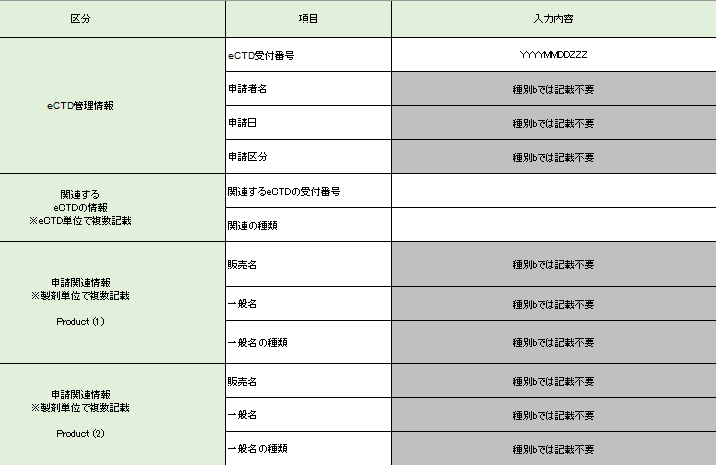 区分 項目 入力内容
eCTD管理情報
eCTD受付番号 YYYYMMDDZZZ
申請者名 種別bでは記載不要
申請日 種別bでは記載不要
申請区分 種別bでは記載不要
関連する
eCTDの情報
※eCTD単位で複数記載
関連するeCTDの受付番号
関連の種類
申請関連情報
※製剤単位で複数記載
Product (1)
販売名 種別bでは記載不要
一般名 種別bでは記載不要
一般名の種類 種別bでは記載不要
申請関連情報
※製剤単位で複数記載
Product (2)
販売名 種別bでは記載不要
一般名 種別bでは記載不要
一般名の種類 種別bでは記載不要